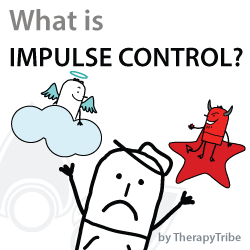 What is
IMPULSE CONTROL?
by TherapyTribe